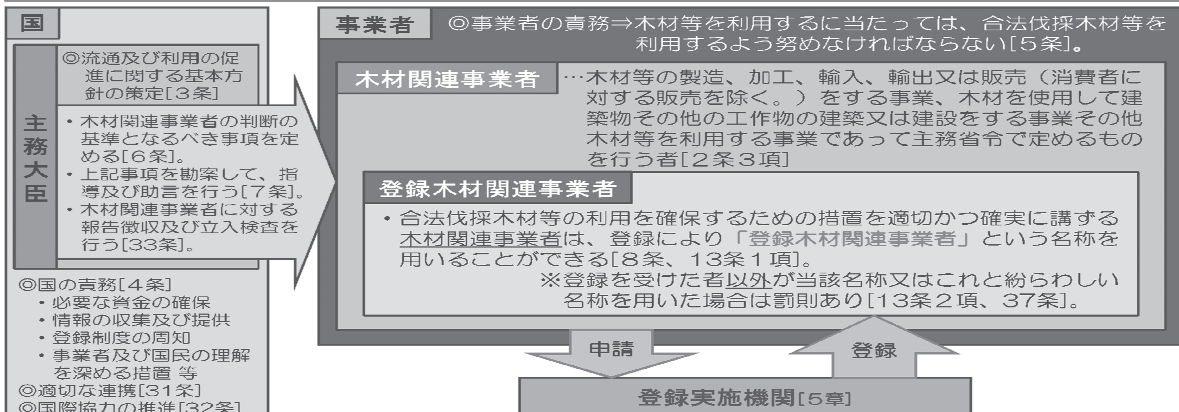 国
主務大臣
◎流通及び利用の促
進に関する基本方
針の策定[3条]
・木材関連事業者の判断の
基準となるべき事項を定
める[6条]。
・上記事項を勘案して、指
導及び助言を行う[7条]。
・木材関連事業者に対する
報告徴収及び立入検査を
行う[33条]。
◎国の責務[4条]
・必要な資金の確保
・情報の収集及び提供
・登録制度の周知
・事業者及び国民の理解
を深める措置 等
◎適切な連携[31条]
◎国際協力の推進[32条]
事業者
◎事業者の責務⇒木材等を利用するに当たっては、合法伐採木材等を
利用するよう努めなければならない[5条]。
木材関連事業者
…木材等の製造、加工、輸入、輸出又は販売（消費者に
対する販売を除く。）をする事業、木材を使用して建
築物その他の工作物の建築又は建設をする事業その他
木材等を利用する事業であって主務省令で定めるもの
を行う者[2条3項]
登録木材関連事業者
・合法伐採木材等の利用を確保するための措置を適切かつ確実に講ずる
木材関連事業者は、登録により「登録木材関連事業者」という名称を
用いることができる[8条、13条1項]。
※登録を受けた者以外が当該名称又はこれと紛らわしい
名称を用いた場合は罰則あり[13条2項、37条]。
申請
登録
登録実施機関[5章]